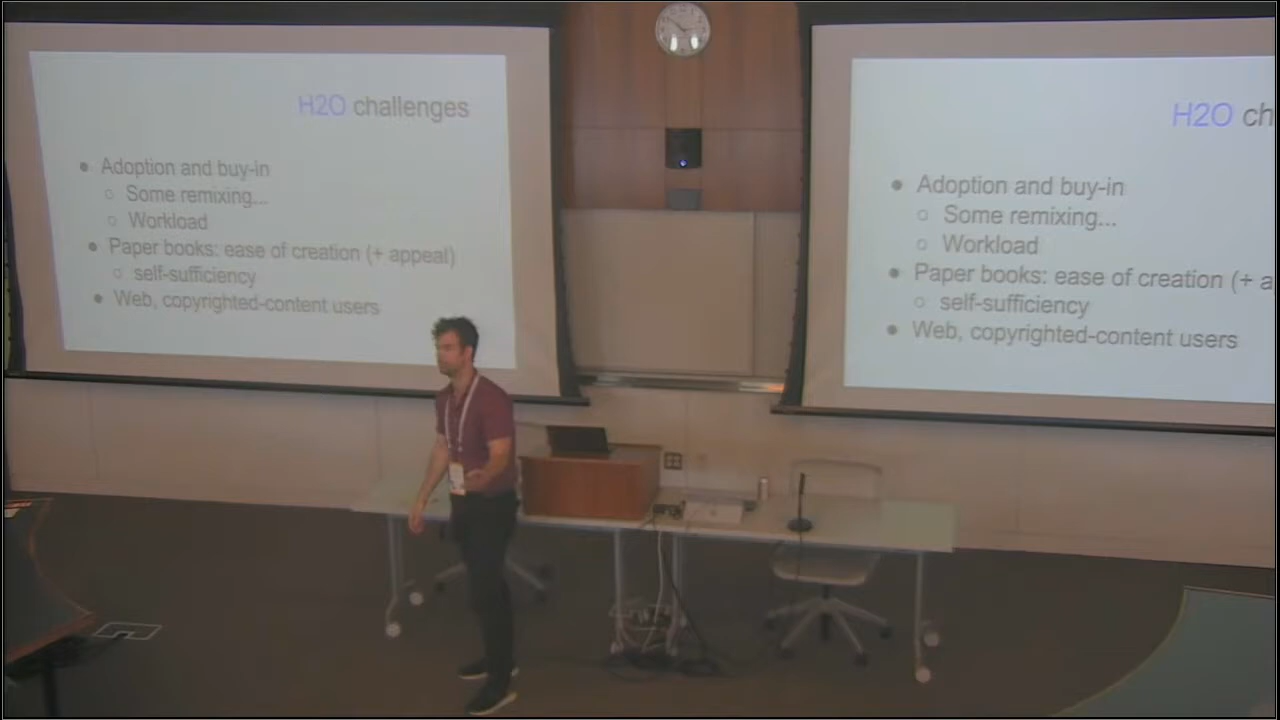 H2O challenges
● Adoption and buy-in
○ Some remixing...
○ Workload
● Paper books: ease of creation (+ appeal)
○ self-sufficiency
● Web, copyrighted-content users
H2O ch
● Adoption and buy-in
○ Some remixing...
○ Workload
● Paper books: ease of creation (+ a
○ self-sufficiency
● Web, copyrighted-content users